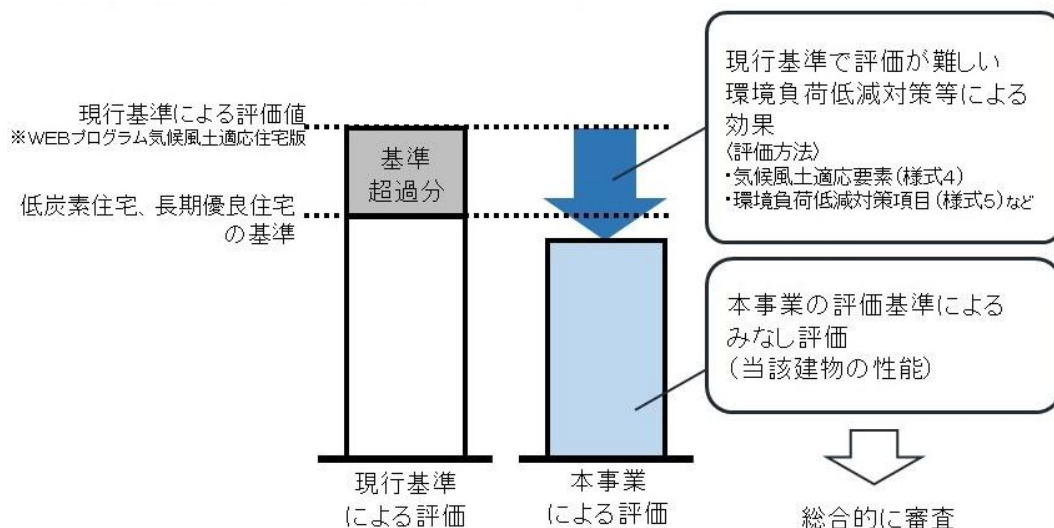 現行基準による評価値
※WEBプログラム気候風土適応住宅版
低炭素住宅、長期優良住宅
の基準
基準
超過分
現行基準
による評価
本事業
による評価
現行基準で評価が難しい
環境負荷低減対策等による
効果
〈評価方法〉
・気候風土適応要素(様式4)
・環境負荷低減対策項目(様式5)など
本事業の評価基準による
みなし評価
(当該建物の性能)
総合的に審査